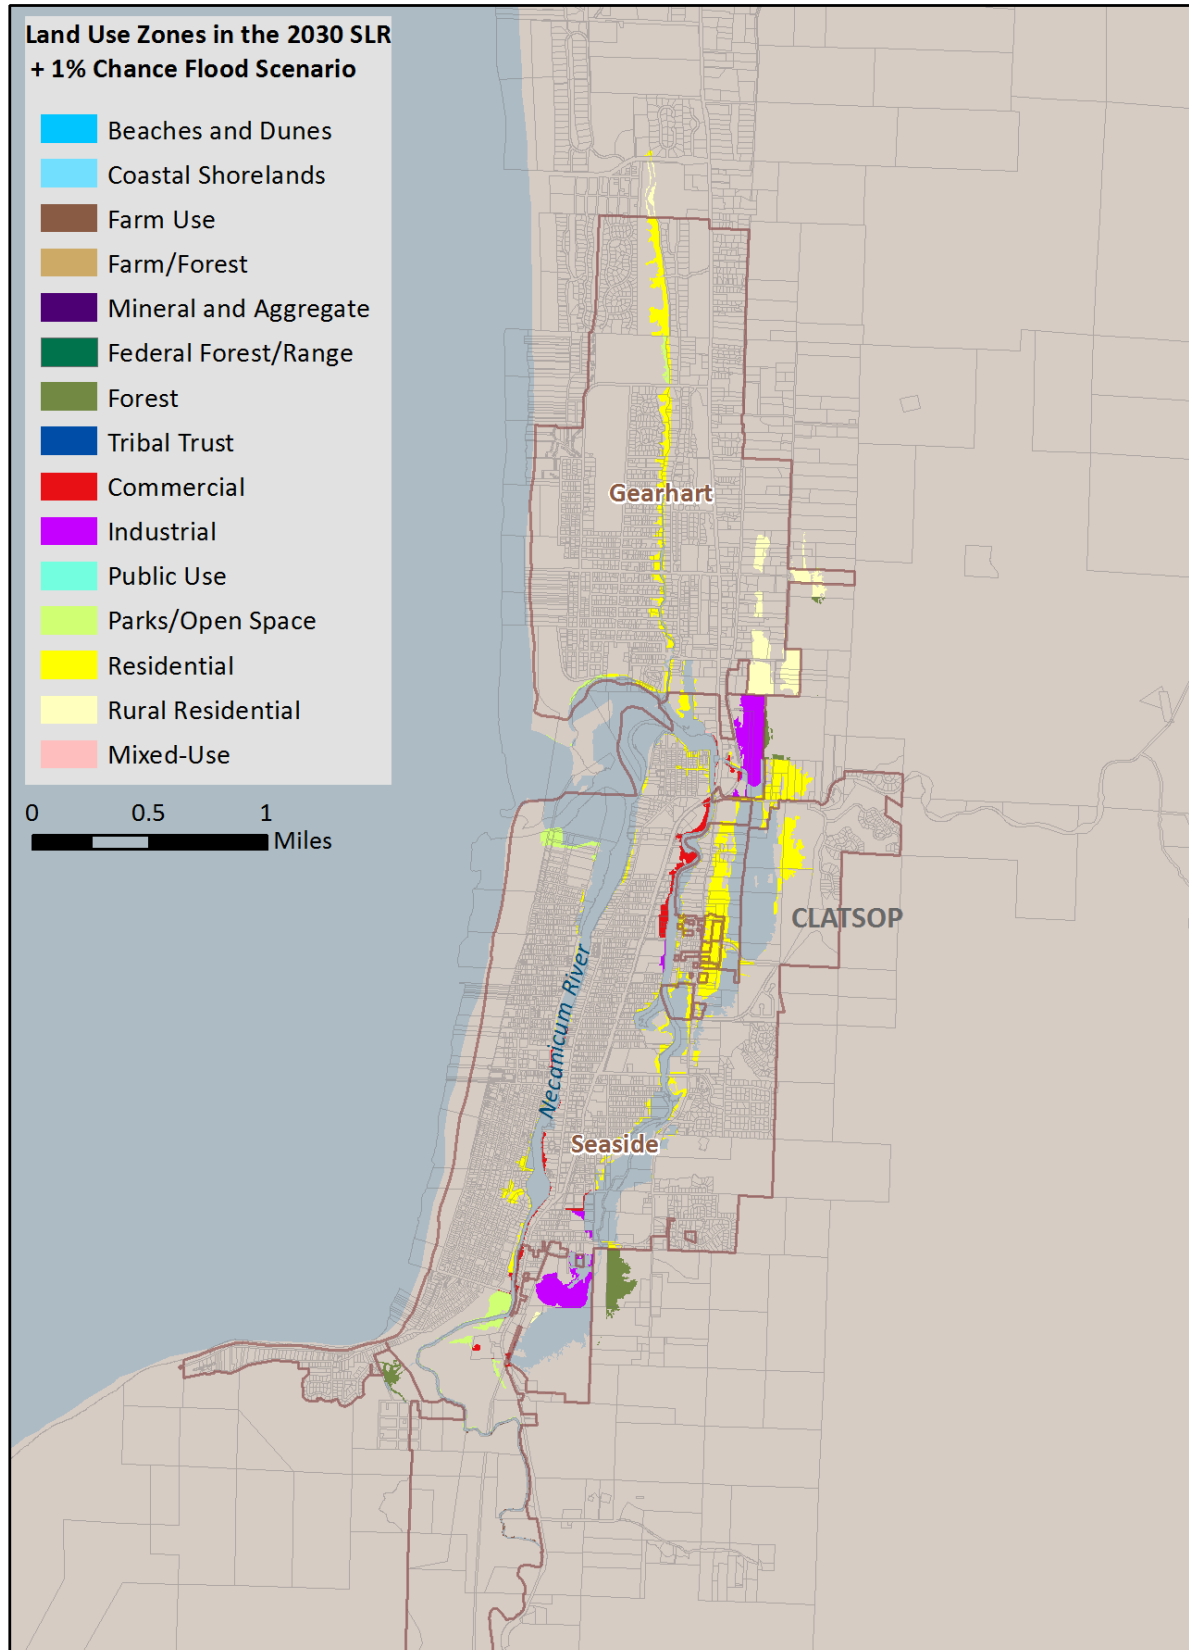 Land Use Zones in the 2030 SLR
+ 1% Chance Flood Scenario
Beaches and Dunes
Coastal Shorelands
Farm Use
Farm/Forest
Mineral and Aggregate
Federal Forest/Range
Forest
Tribal Trust
Commercial
Industrial
Public Use
Parks/Open Space
Residential
Rural Residential
Mixed-Use
0 0.5 1
Miles
Gearhart
CLATSOP
Necanicum River
Seaside